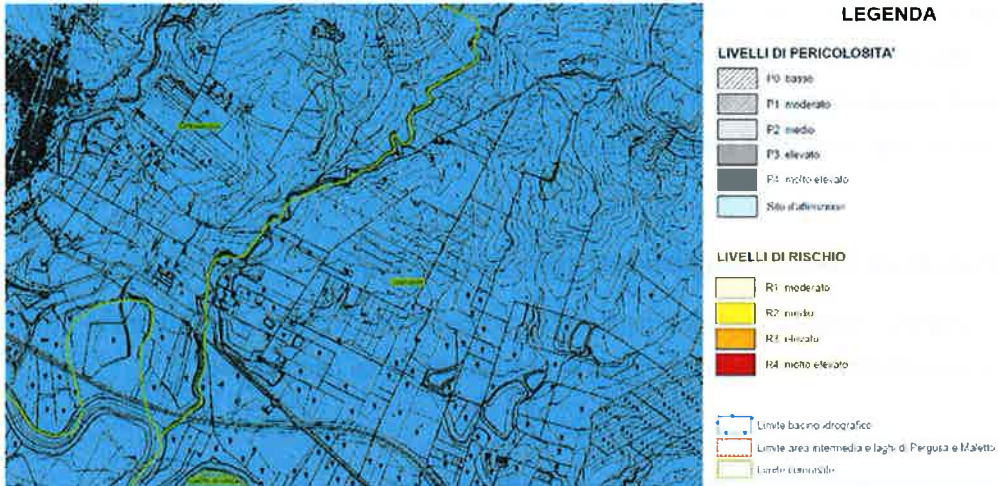 LEGENDA
LIVELLI DI PERICOLOSITA'
P0 basso
P1 moderato
P2 medio
P3 elevato
P4 molto elevato
Sito d'attenzione
LIVELLI DI RISCHIO
R1 moderato
R2 medio
R3 elevato
R4 molto elevato
Limite bacino idrografico
Limite area intermedia e laghi di Pergusa e Maletto
Limite comunale